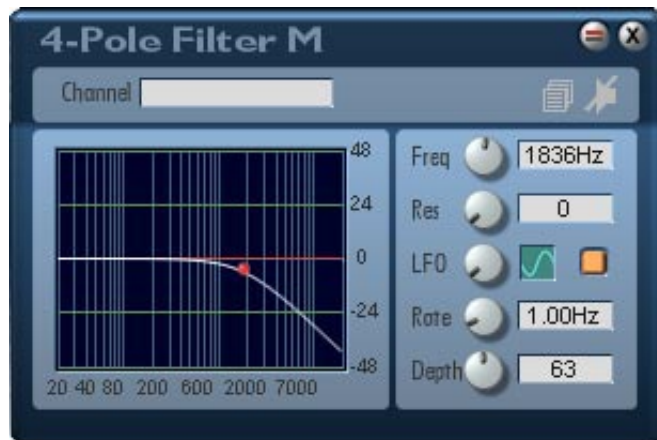 4-Pole Filter M
Channel
48
24
0
-24
-48
20 40 80 200 600 2000 7000
Freq 1836Hz
Res 0
LFO
Rate 1.00Hz
Depth 63